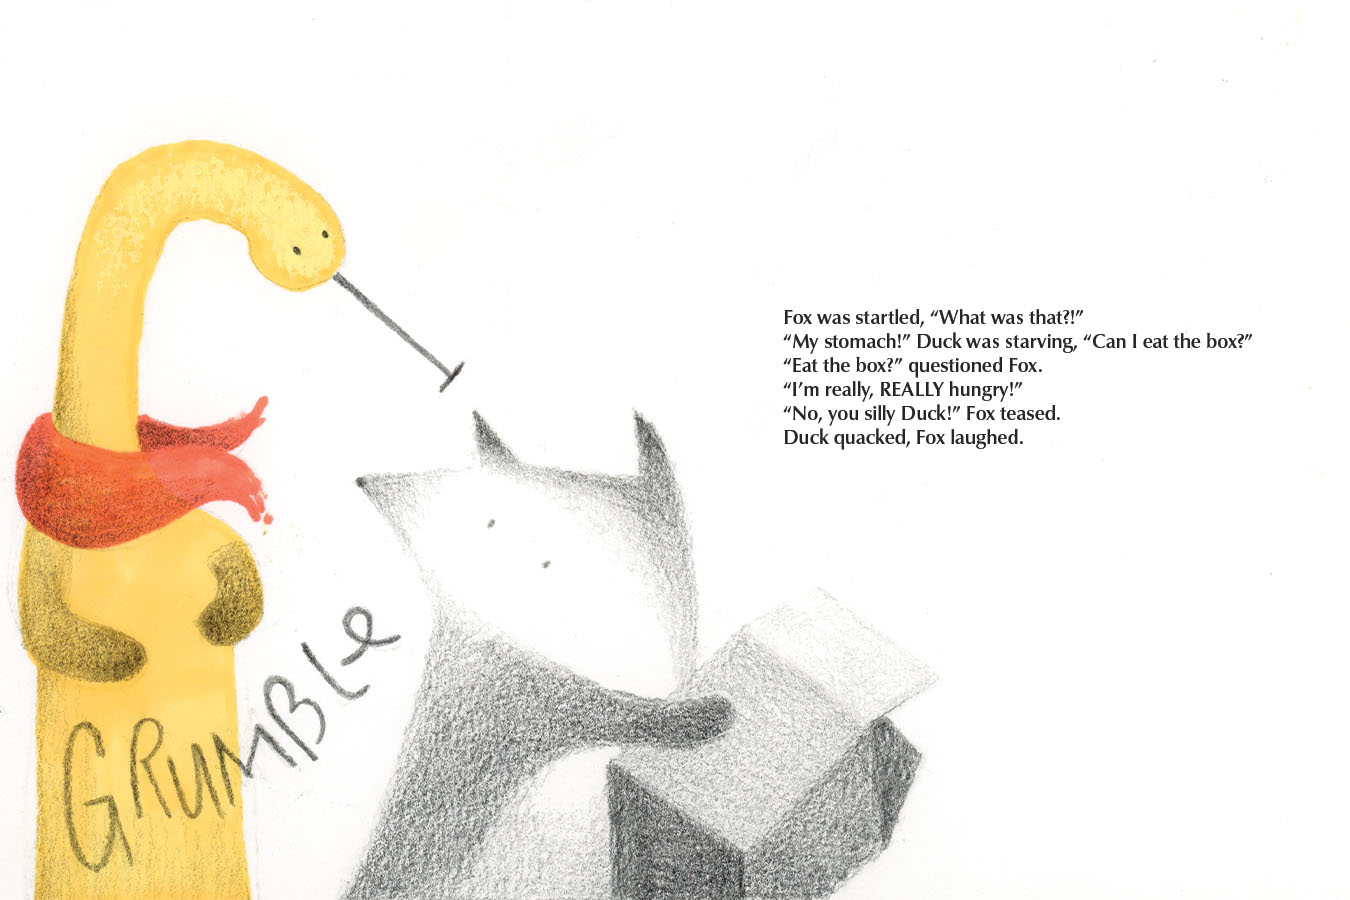 GRUMBLe
Fox was startled, “What was that?!”
“My stomach!” Duck was starving, “Can I eat the box?”
“Eat the box?” questioned Fox.
“I’m really, REALLY hungry!”
“No, you silly Duck!” Fox teased.
Duck quacked, Fox laughed.